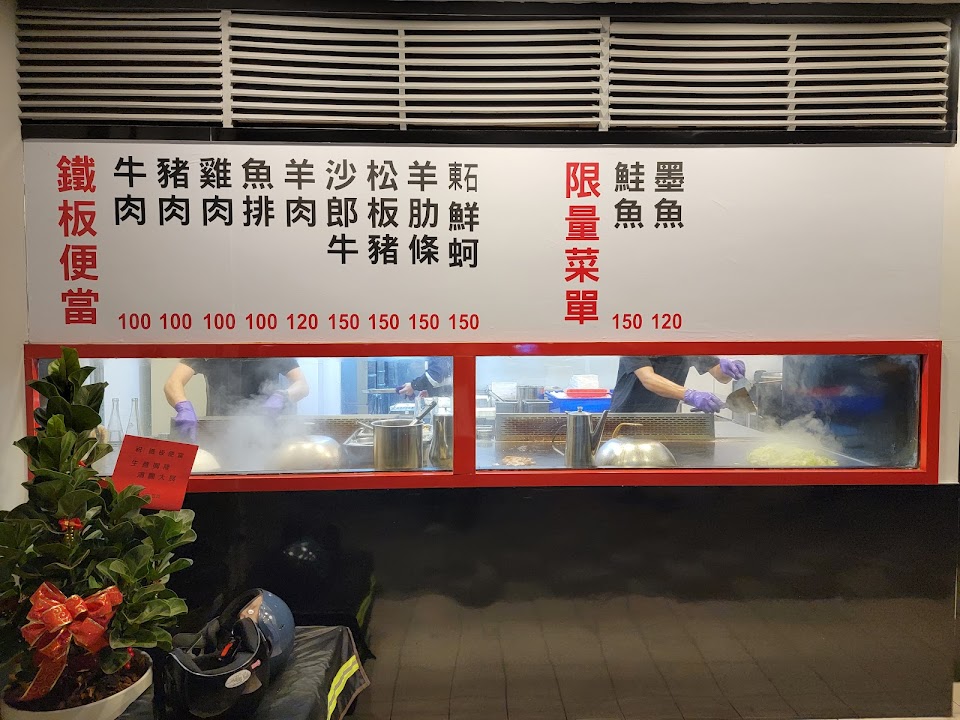 鐵板便當
牛肉 100
豬肉 100
雞肉 100
魚排 100
羊肉 120
沙郎牛 150
松板豬 150
羊肋條 150
東石鮮蚵 150
限量菜單
鮭魚 150
墨魚 120